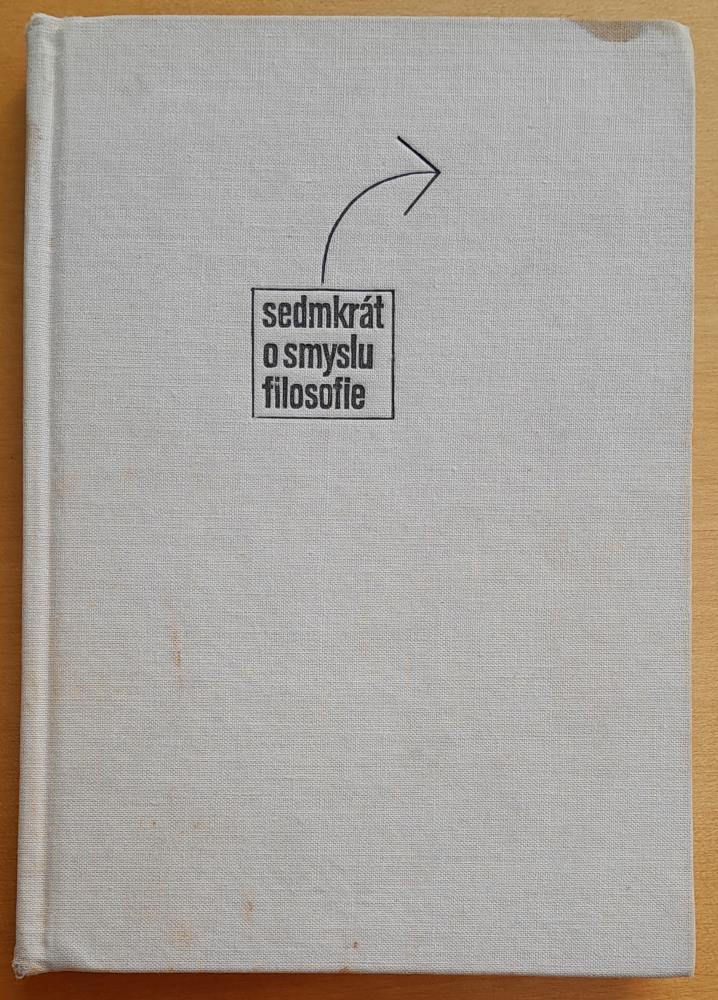 sedmkrát
o smyslu
filosofie